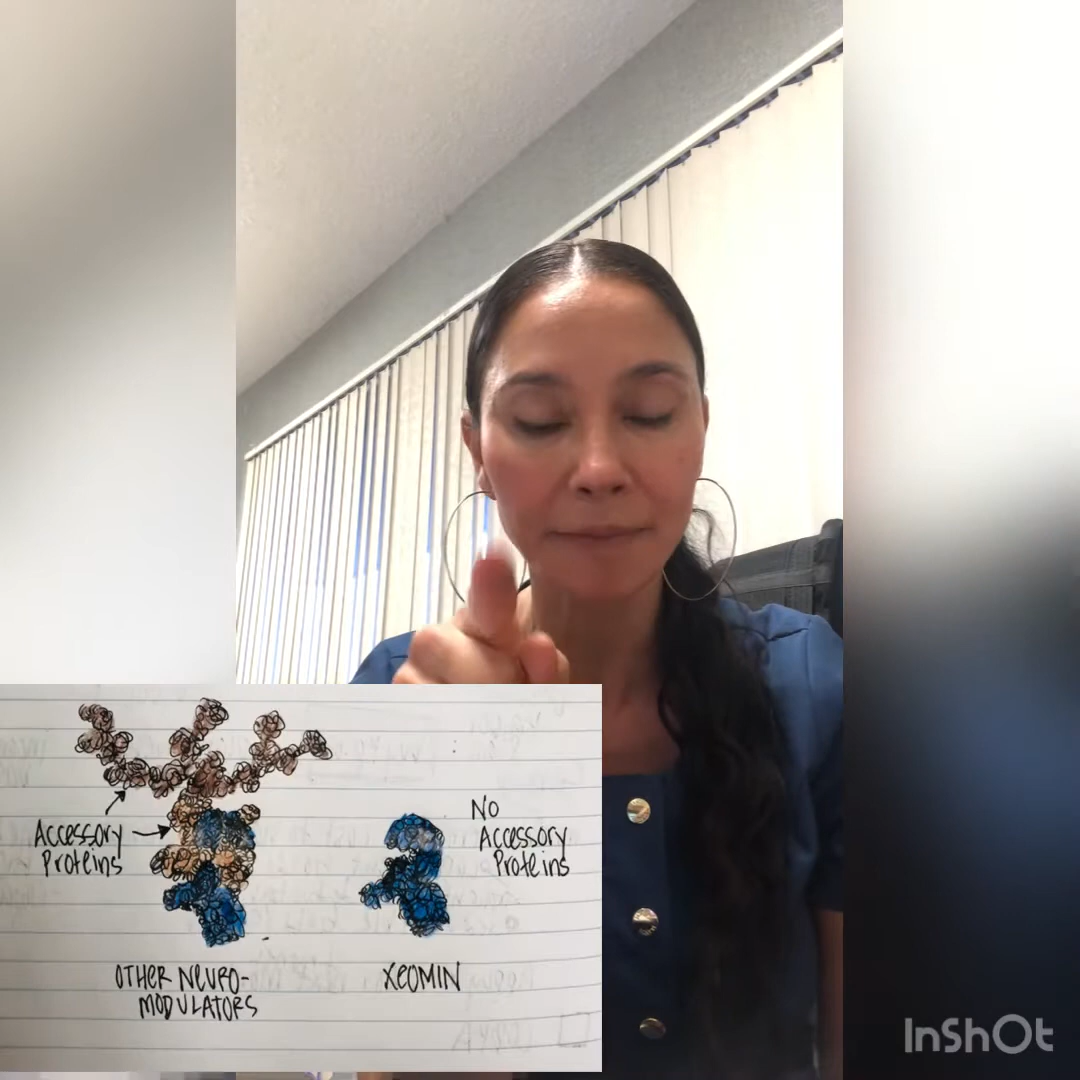 Accessory
Proteins
No
Accessory
Proteins
OTHER NEURO-
MODULATORS
XEOMIN
InShOt